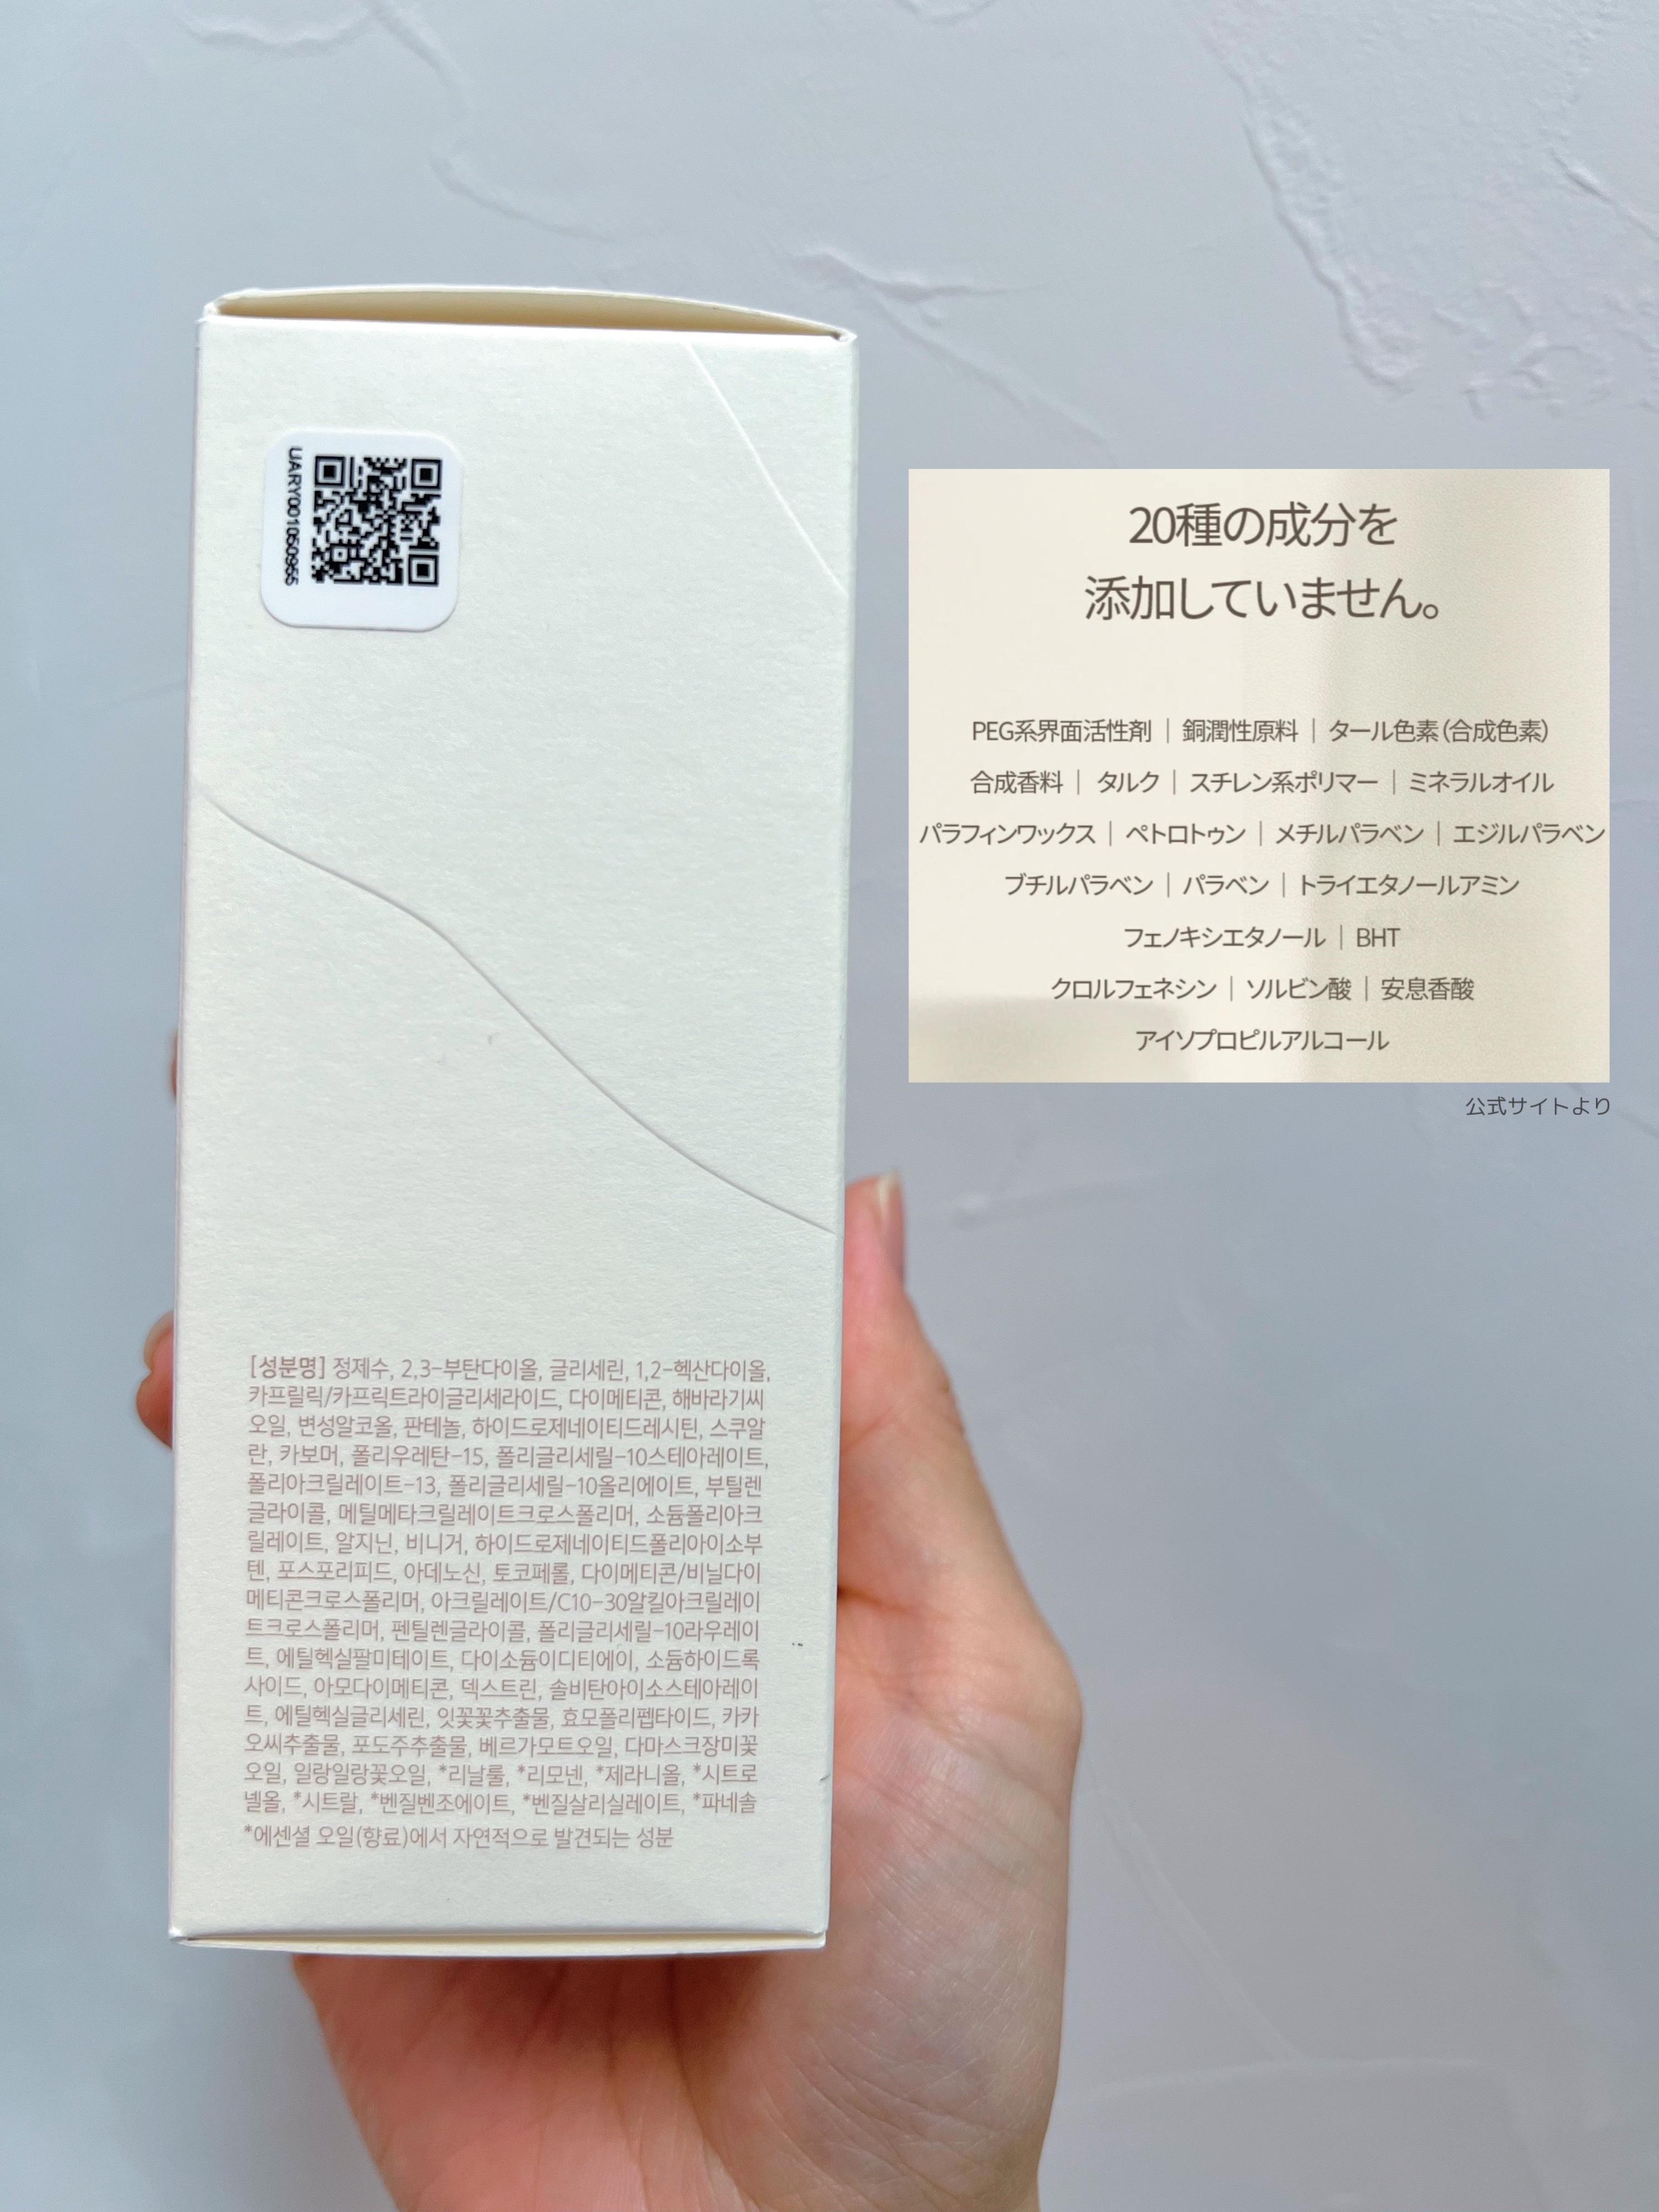 UARY001050955
[성분명] 정제수, 2,3-부탄다이올, 글리세린, 1,2-헥산다이올,
카프릴릭/카프릭트라이글리세라이드, 다이메티콘, 해바라기씨
오일, 변성알코올, 판테놀, 하이드로제네이티드레시틴, 스쿠알
란, 카보머, 폴리우레탄-15, 폴리글리세릴-10스테아레이트,
폴리아크릴레이트-13, 폴리글리세릴-10올리에이트, 부틸렌
글라이콜, 메틸메타크릴레이트크로스폴리머, 소듐폴리아크
릴레이트, 알지닌, 비니거, 하이드로제네이티드폴리아이소부
텐, 포스포리피드, 아데노신, 토코페롤, 다이메티콘/비닐다이
메티콘크로스폴리머, 아크릴레이트/C10-30알킬아크릴레이
트크로스폴리머, 펜틸렌글라이콜, 폴리글리세릴-10라우레이
트, 에틸헥실팔미테이트, 다이소듐이디티에이, 소듐하이드록
사이드, 아모다이메티콘, 덱스트린, 솔비탄아이소스테아레이
트, 에틸헥실글리세린, 잇꽃꽃추출물, 효모폴리펩타이드, 카카
오씨추출물, 포도주추출물, 베르가모트오일, 다마스크장미꽃
오일, 일랑일랑꽃오일, *리날룰, *리모넨, *제라니올, *시트로
넬올, *시트랄, *벤질벤조에이트, *벤질살리실레이트, *파네솔
*에센셜 오일(향료)에서 자연적으로 발견되는 성분
20種の成分を
添加していません。
PEG系界面活性剤｜銅潤性原料｜タール色素（合成色素）
合成香料｜タルク｜スチレン系ポリマー｜ミネラルオイル
パラフィンワックス｜ペトロトゥン｜メチルパラベン｜エジルパラベン
ブチルパラベン｜パラベン｜トライエタノールアミン
フェノキシエタノール｜BHT
クロルフェネシン｜ソルビン酸｜安息香酸
アイソプロピルアルコール
公式サイトより